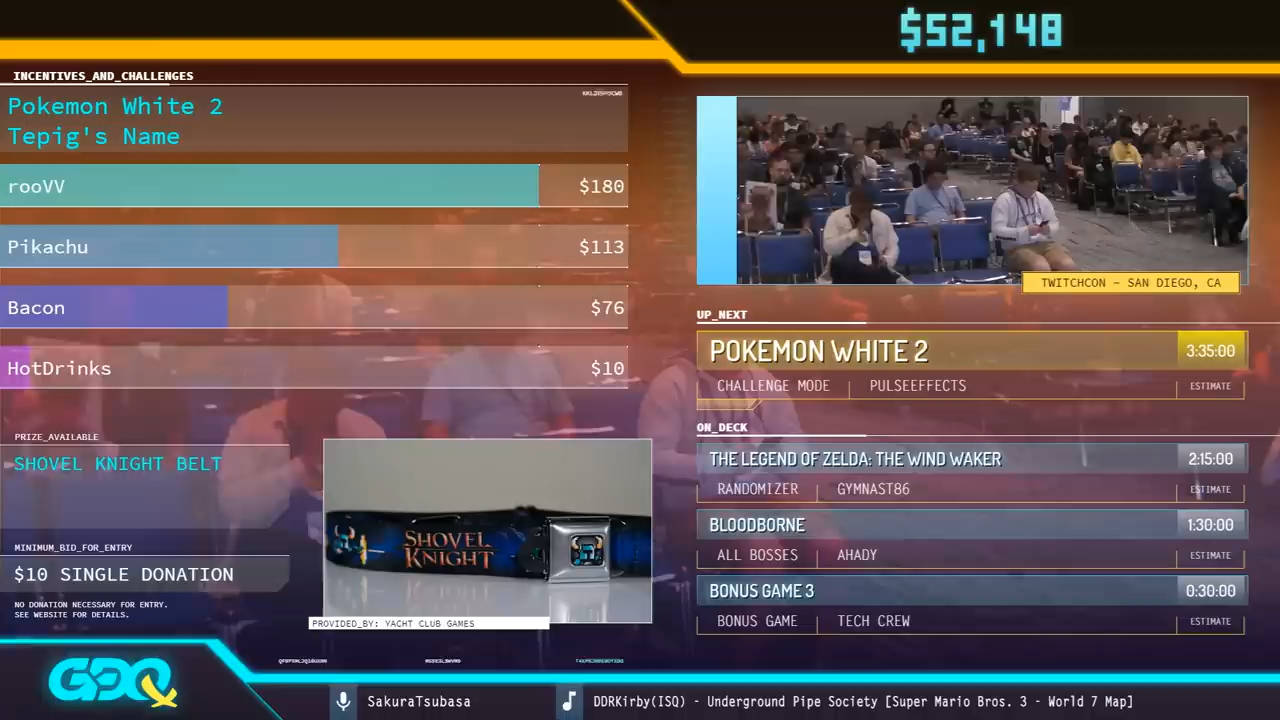 $52,148
INCENTIVES_AND_CHALLENGES
Pokemon White 2
Tepig's Name
rooVV
$180
Pikachu
$113
Bacon
$76
HotDrinks
$10
PRIZE_AVAILABLE
SHOVEL KNIGHT BELT
MINIMUM_BID_FOR_ENTRY
$10 SINGLE DONATION
NO DONATION NECESSARY FOR ENTRY.
SEE WEBSITE FOR DETAILS.
SHOVEL
KNIGHT
PROVIDED_BY: YACHT CLUB GAMES
TWITCHCON - SAN DIEGO, CA
UP_NEXT
POKEMON WHITE 2
3:35:00
CHALLENGE MODE
PULSEEFFECTS
ESTIMATE
ON_DECK
THE LEGEND OF ZELDA: THE WIND WAKER
2:15:00
RANDOMIZER
GYMNAST86
ESTIMATE
BLOODBORNE
1:30:00
ALL BOSSES
AHADY
ESTIMATE
BONUS GAME 3
0:30:00
BONUS GAME
TECH CREW
ESTIMATE
GDQ
SakuraTsubasa
DDRKirby(ISQ) - Underground Pipe Society [Super Mario Bros. 3 - World 7 Map]